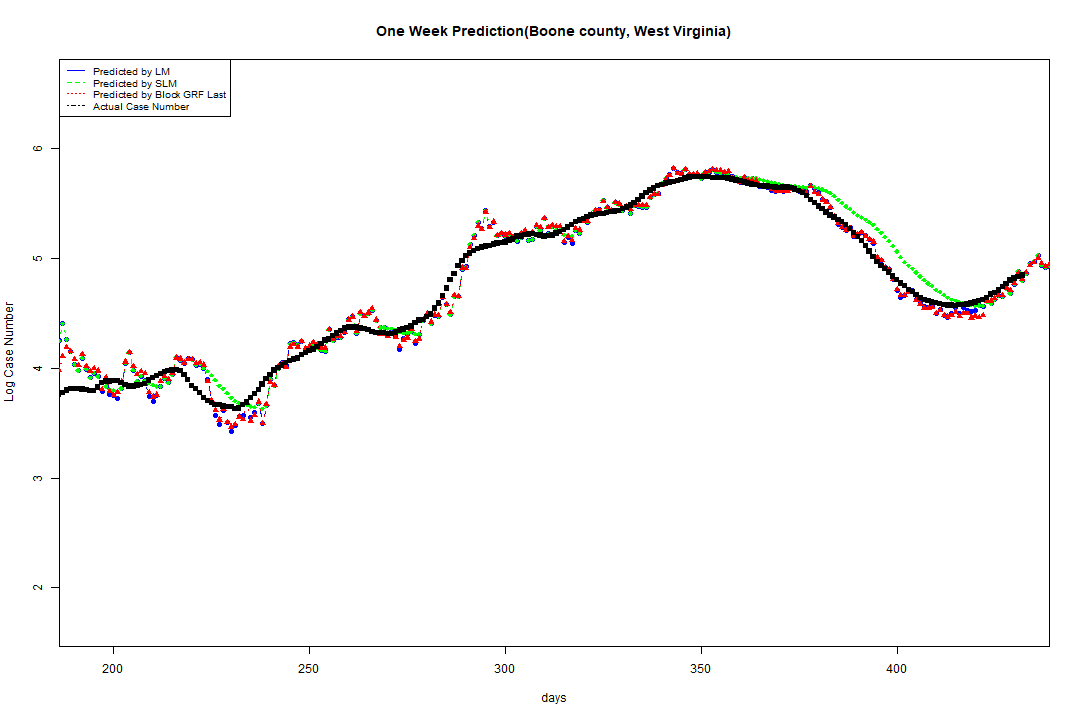 One Week Prediction(Boone county, West Virginia)
Predicted by LM
Predicted by SLM
Predicted by Block GRF Last
Actual Case Number
6
5
4
3
2
Log Case Number
200 250 300 350 400
days